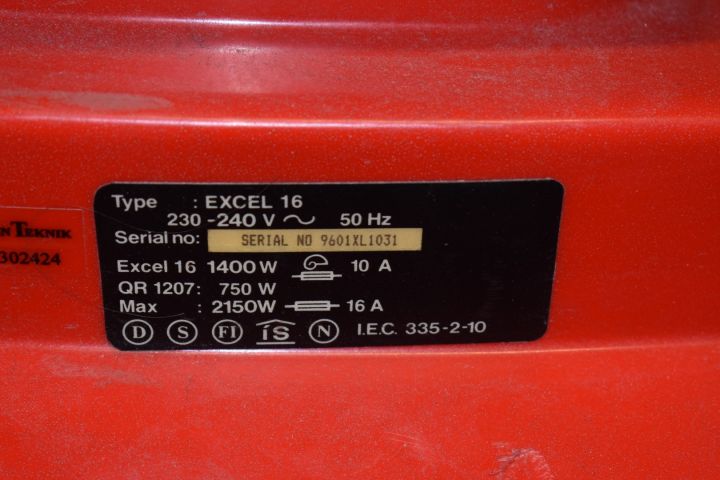 Type : EXCEL 16
230 - 240 V ~ 50 Hz
Serial no: SERIAL NO 9601XL1031
Excel 16 1400 W 10 A
QR 1207: 750 W
Max : 2150W 16 A
D S FI IS N I.E.C. 335-2-10
TEKNIK
302424